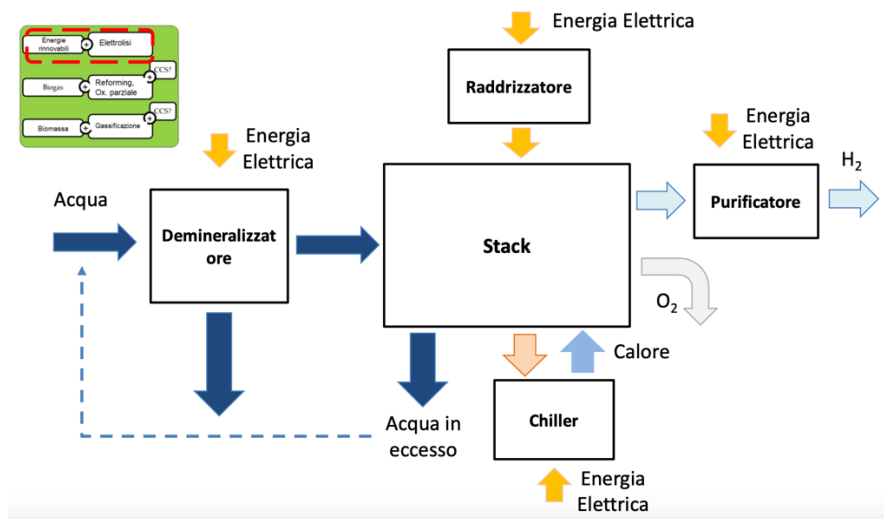 Energie
rinnovabili
+
Elettrolisi
CCS?
Biogas
+
Reforming,
Ox. parziale
+
CCS?
Biomassa
+
Gassificazione
+
Energia Elettrica
Raddrizzatore
Energia
Elettrica
Energia
Elettrica
H2
Acqua
Demineralizzat
ore
Stack
Purificatore
O2
Calore
Acqua in
eccesso
Chiller
Energia
Elettrica